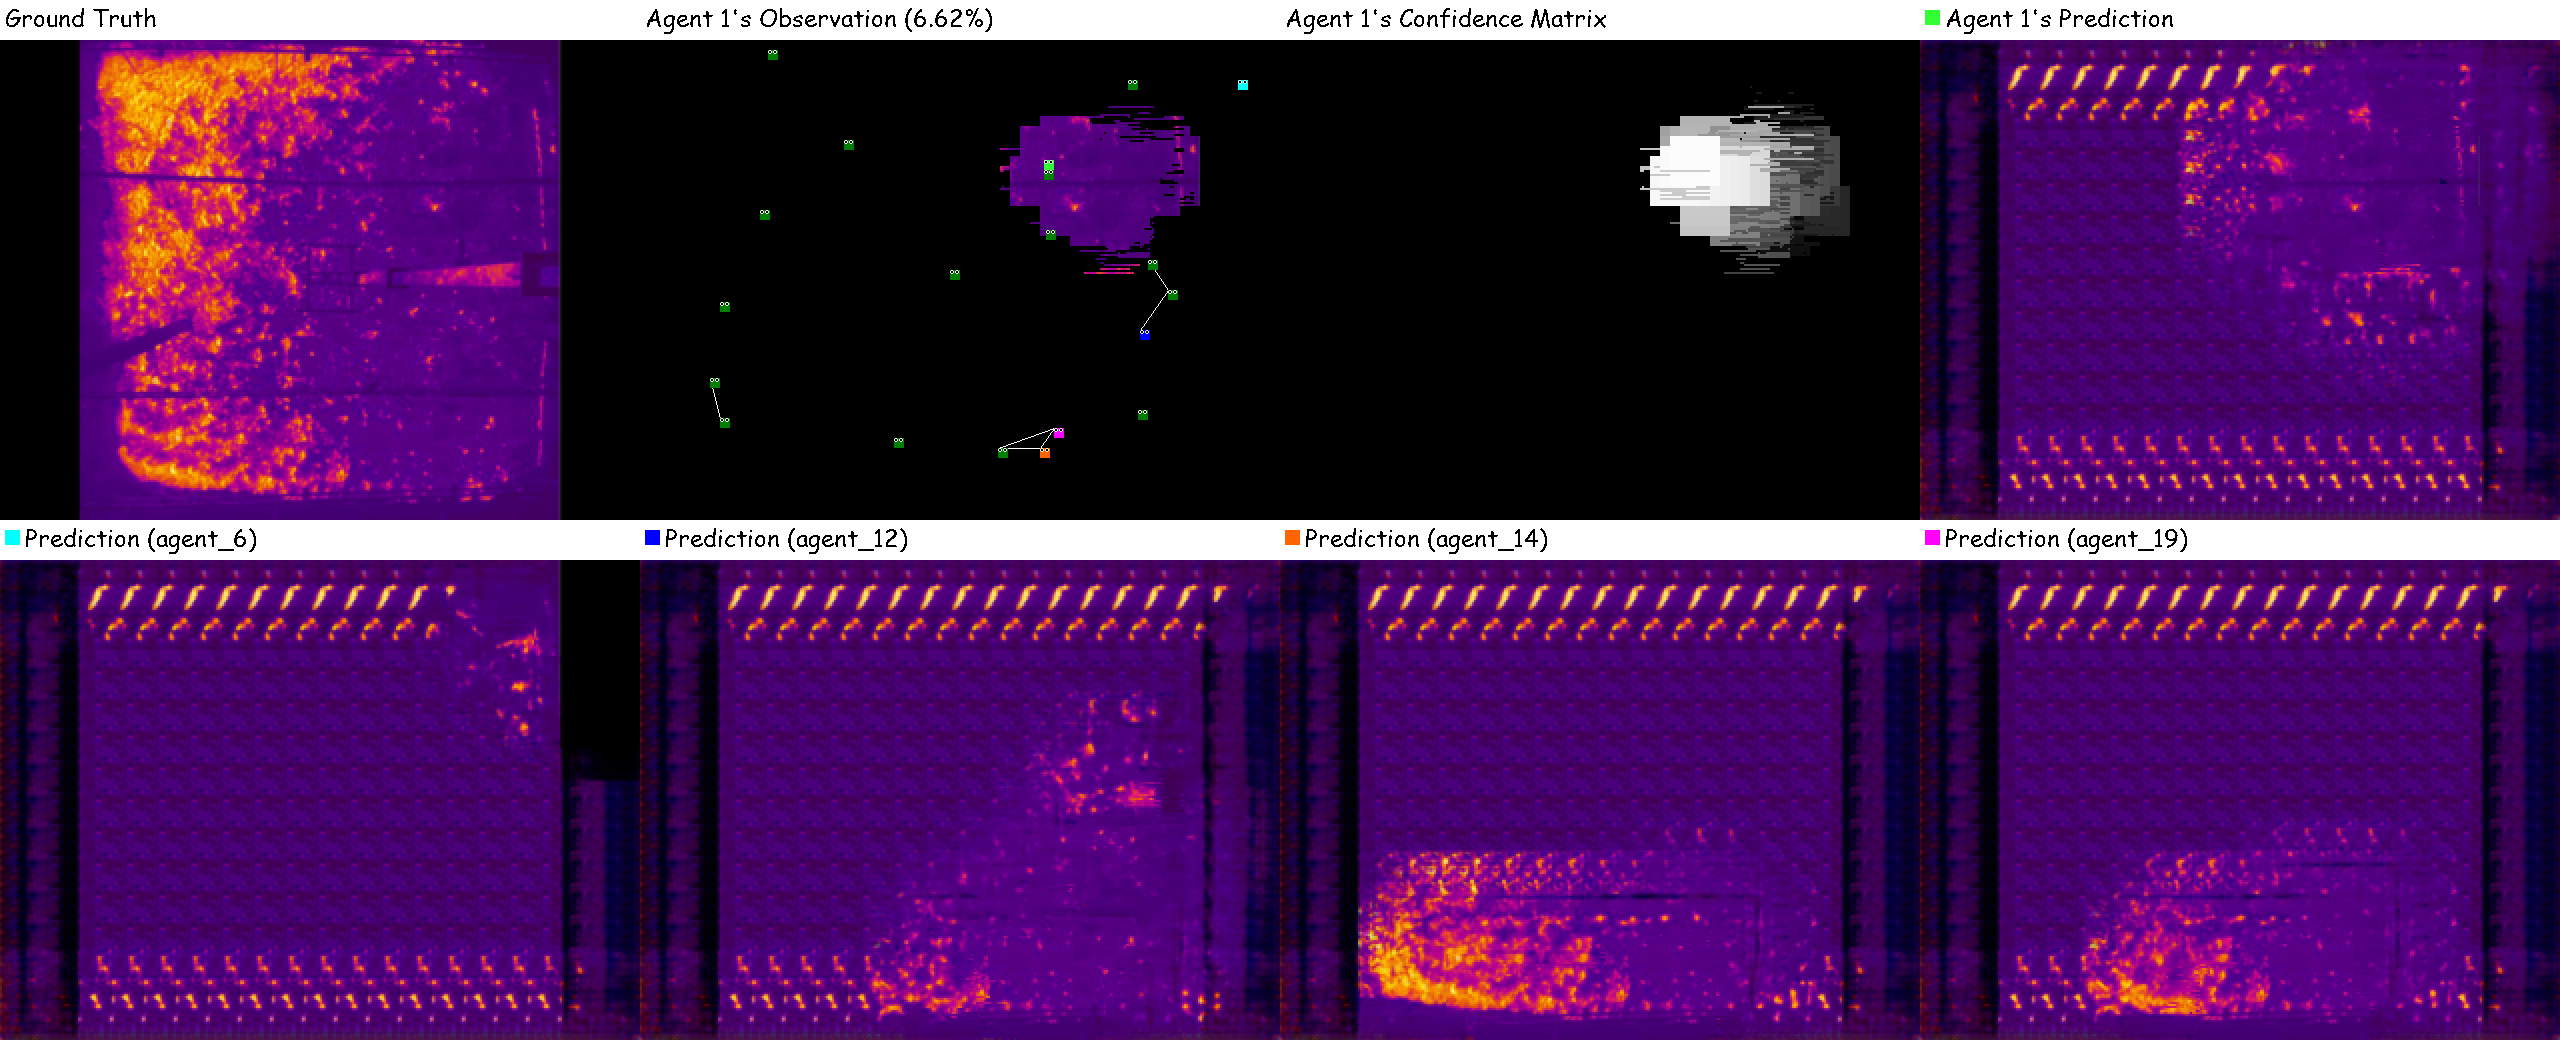 Ground Truth
Agent 1's Observation (6.62%)
Agent 1's Confidence Matrix
Agent 1's Prediction
Prediction (agent_6)
Prediction (agent_12)
Prediction (agent_14)
Prediction (agent_19)